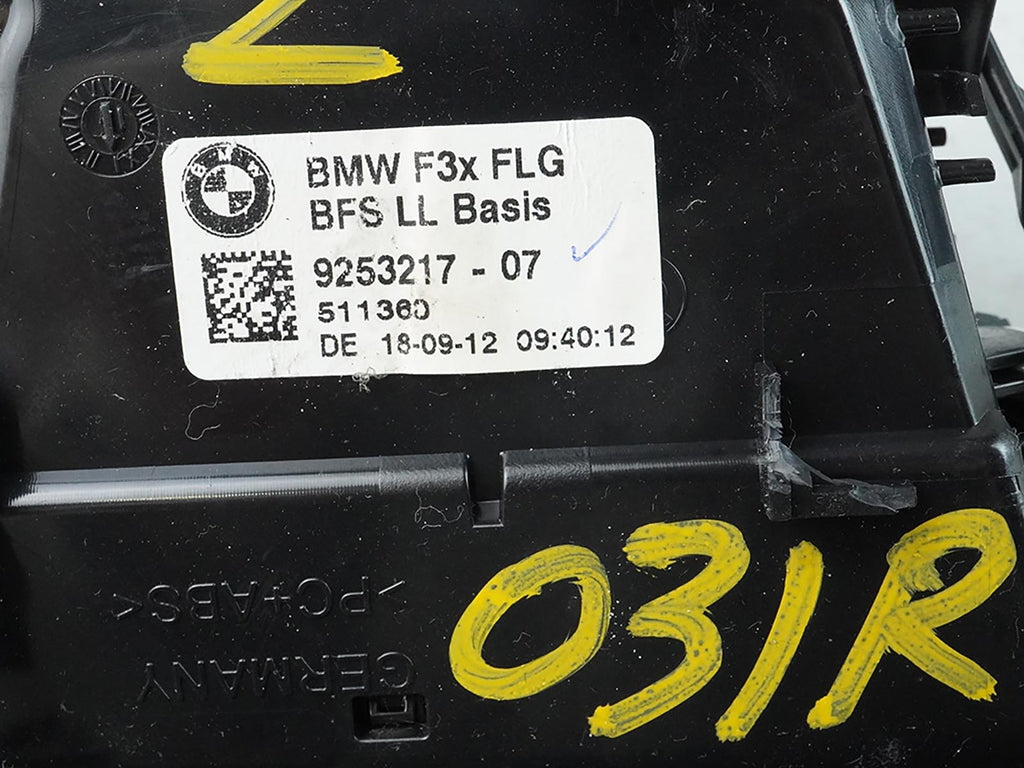 BMW
BMW F3x FLG
BFS LL Basis
9253217 - 07
511360
DE 18-09-12 09:40:12
031R
>PC+ABS<
GERMANY